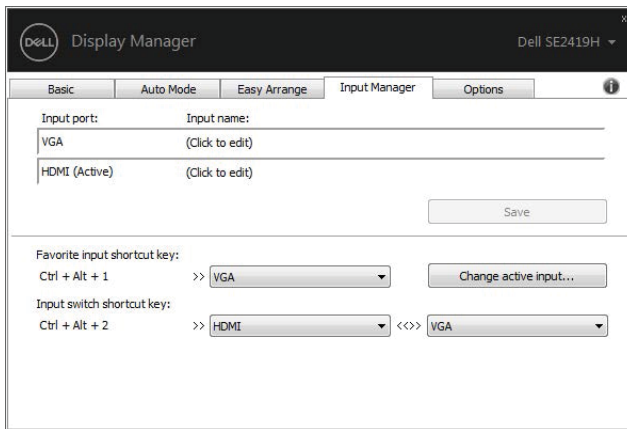 x
DELL Display Manager Dell SE2419H
Basic Auto Mode Easy Arrange Input Manager Options i
Input port: Input name:
VGA (Click to edit)
HDMI (Active) (Click to edit)
Save
Favorite input shortcut key:
Ctrl + Alt + 1 >> VGA Change active input...
Input switch shortcut key:
Ctrl + Alt + 2 >> HDMI <<>> VGA